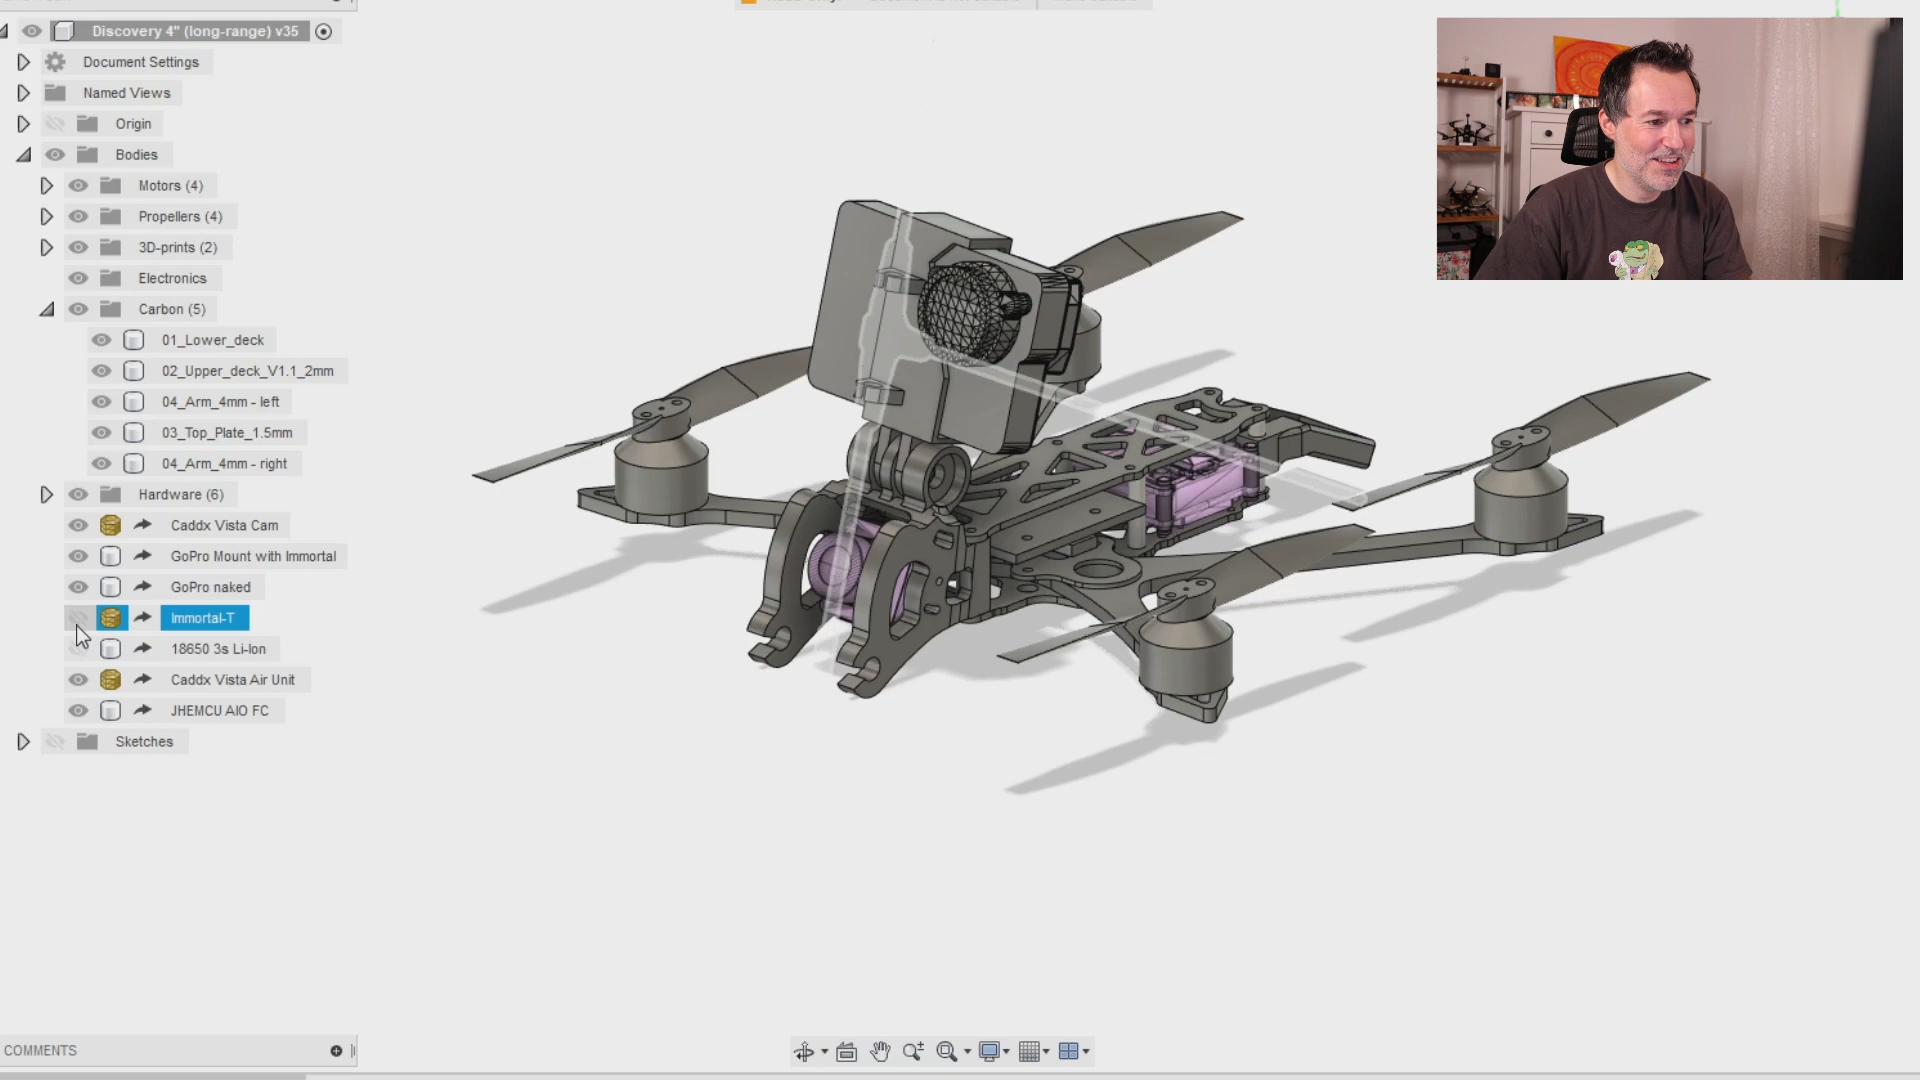 Discovery 4" (long-range) v35
Document Settings
Named Views
Origin
Bodies
Motors (4)
Propellers (4)
3D-prints (2)
Electronics
Carbon (5)
01_Lower_deck
02_Upper_deck_V1.1_2mm
04_Arm_4mm - left
03_Top_Plate_1.5mm
04_Arm_4mm - right
Hardware (6)
Caddx Vista Cam
GoPro Mount with Immortal
GoPro naked
Immortal-T
18650 3s Li-Ion
Caddx Vista Air Unit
JHEMCU AIO FC
Sketches
COMMENTS